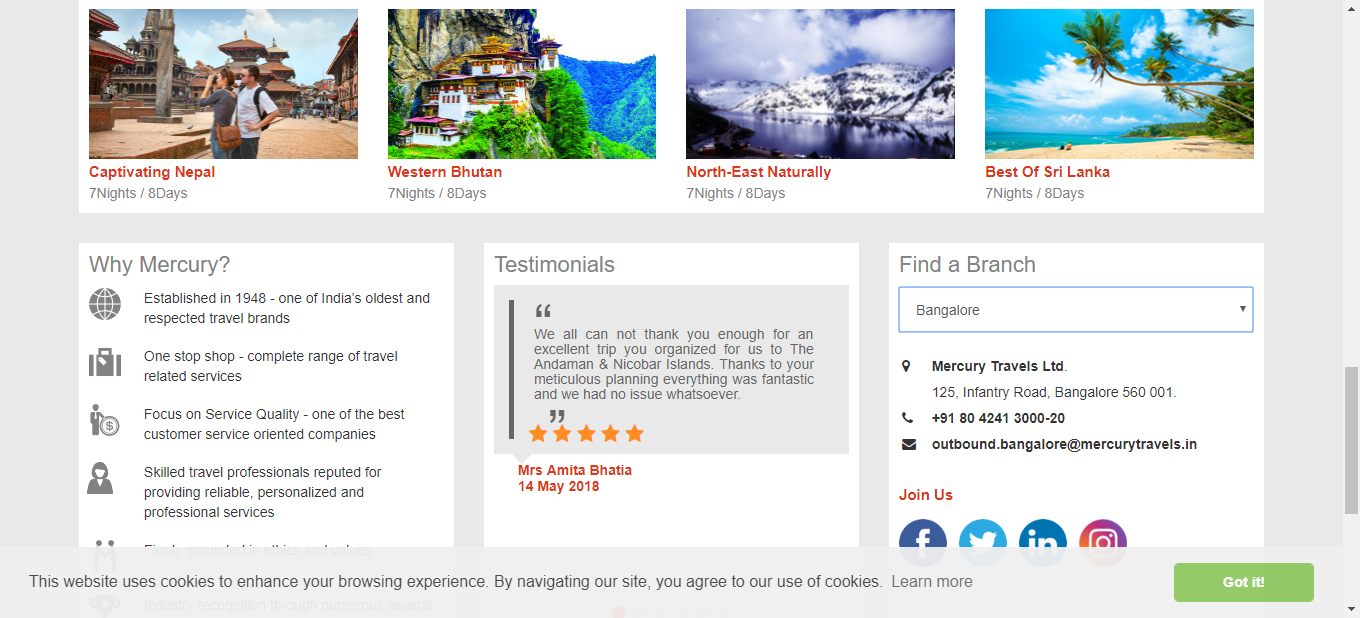 Captivating Nepal
7Nights / 8Days
Western Bhutan
7Nights / 8Days
North-East Naturally
7Nights / 8Days
Best Of Sri Lanka
7Nights / 8Days
Why Mercury?
Established in 1948 - one of India's oldest and
respected travel brands
One stop shop - complete range of travel
related services
Focus on Service Quality - one of the best
customer service oriented companies
Skilled travel professionals reputed for
providing reliable, personalized and
professional services
Firmly grounded in ethics and values
Industry recognition through numerous awards
Testimonials
“
We all can not thank you enough for an
excellent trip you organized for us to The
Andaman & Nicobar Islands. Thanks to your
meticulous planning everything was fantastic
and we had no issue whatsoever.
”
Mrs Amita Bhatia
14 May 2018
Find a Branch
Bangalore
Mercury Travels Ltd.
125, Infantry Road, Bangalore 560 001.
+91 80 4241 3000-20
outbound.bangalore@mercurytravels.in
Join Us
f
in
This website uses cookies to enhance your browsing experience. By navigating our site, you agree to our use of cookies. Learn more
Got it!